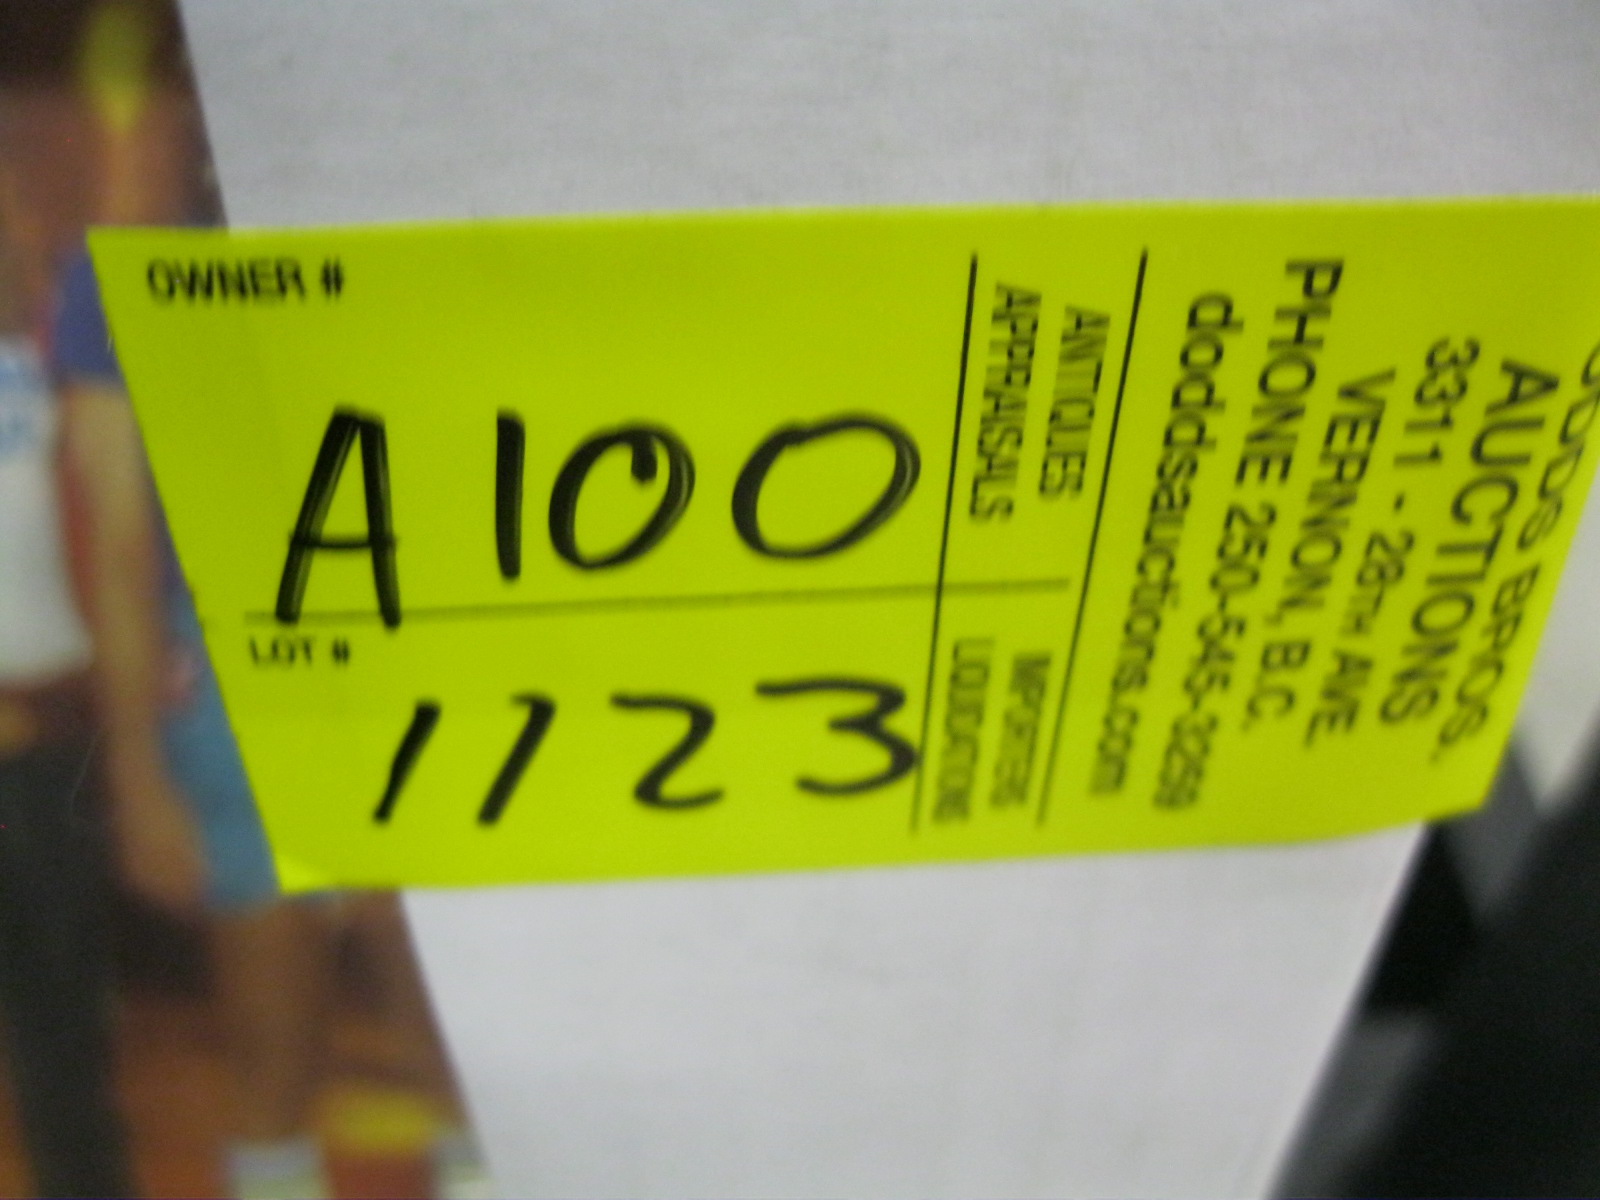 OWNER #
A100
LOT #
1123
ANTIQUES
APPRAISALS
IMPORTERS
LIQUIDATIONS
DODDS BROS.
AUCTIONS
3311 - 28TH AVE
VERNON, B.C.
PHONE 250-545-3259
doddsauctions.com